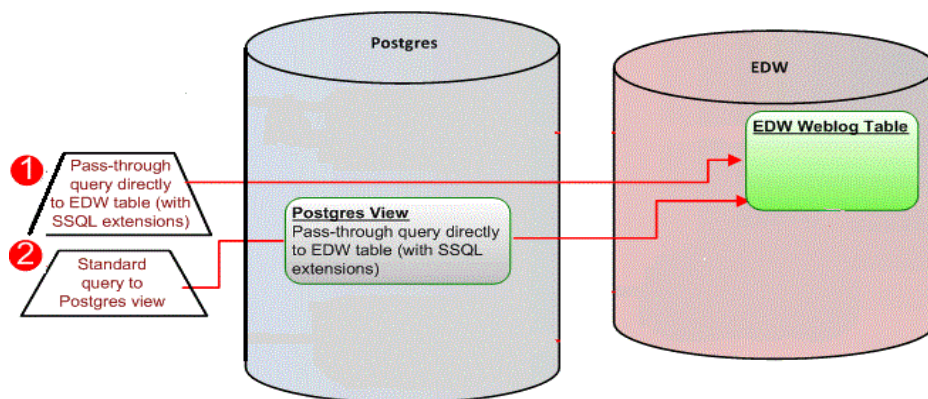 Postgres
EDW
EDW Weblog Table
1
Pass-through
query directly
to EDW table (with
SSQL extensions)
Postgres View
Pass-through query directly
to EDW table (with SSQL
extensions)
2
Standard
query to
Postgres view